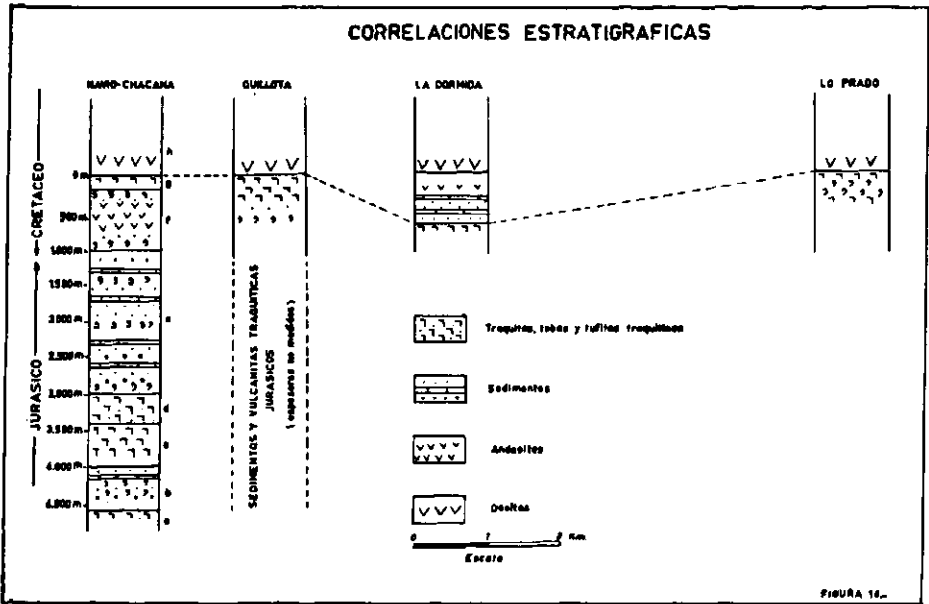 CORRELACIONES ESTRATIGRAFICAS
QUILLOTA
LA DORMIDA
LO PRADO
CRETACEO
JURASICO
0 m
500 m
1.000 m
1.500 m
2.000 m
2.500 m
3.000 m
3.500 m
4.000 m
4.500 m
h
g
f
e
d
c
b
a
SEDIMENTOS Y VULCANITAS TRAQUITICAS
JURASICOS
(espesores no medidos)
Traquitas, tobas y tufitas traquiticas
Sedimentos
Andesitas
Dacitas
0 1 2 Km.
Escala
FIGURA 14.-